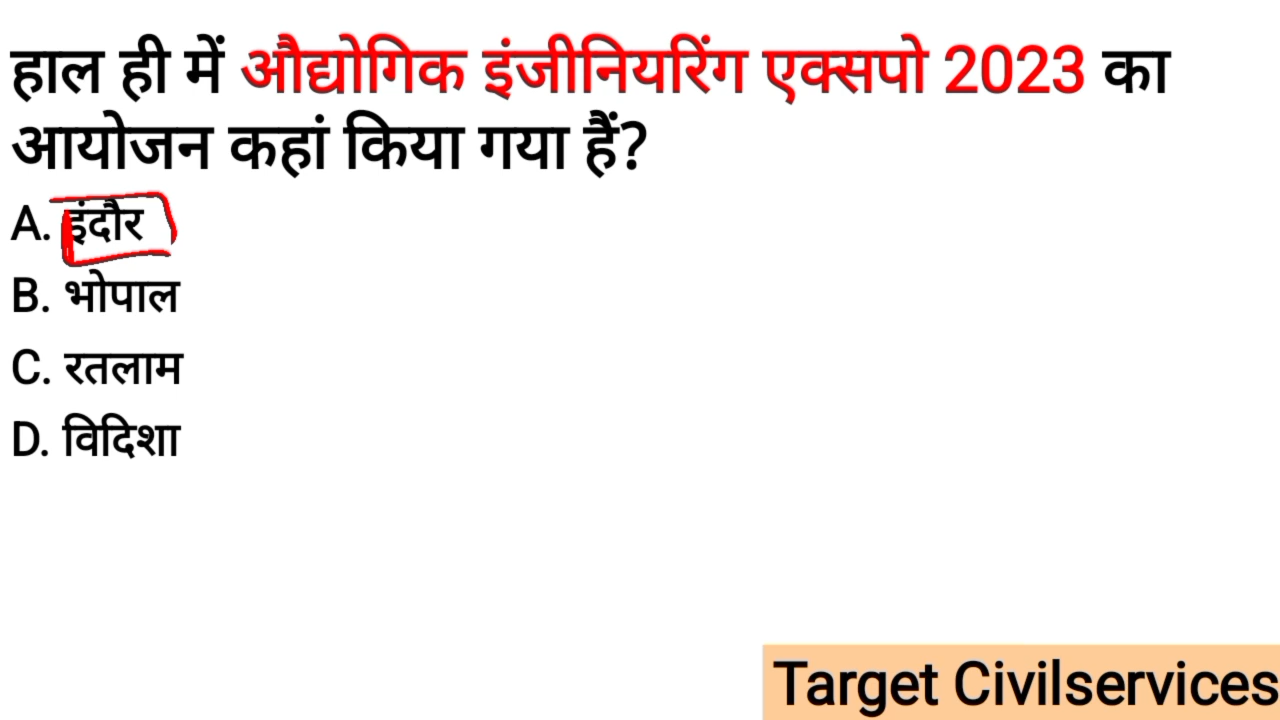 हाल ही में औद्योगिक इंजीनियरिंग एक्सपो 2023 का
आयोजन कहां किया गया हैं?
A. इंदौर
B. भोपाल
C. रतलाम
D. विदिशा
Target Civilservices